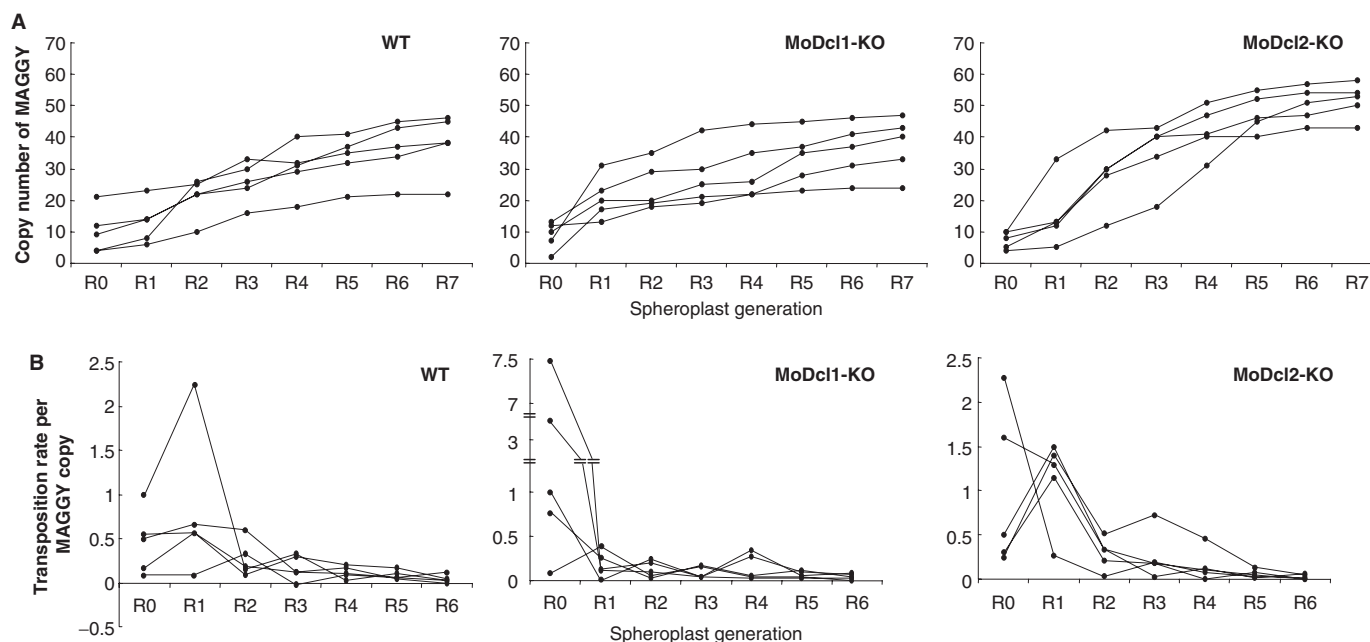 A
WT
MoDcl1-KO
MoDcl2-KO
Copy number of MAGGY
70
60
50
40
30
20
10
0
R0 R1 R2 R3 R4 R5 R6 R7
70
60
50
40
30
20
10
0
R0 R1 R2 R3 R4 R5 R6 R7
70
60
50
40
30
20
10
0
R0 R1 R2 R3 R4 R5 R6 R7
Spheroplast generation
B
WT
MoDcl1-KO
MoDcl2-KO
Transposition rate per
MAGGY copy
2.5
2
1.5
1
0.5
0
−0.5
R0 R1 R2 R3 R4 R5 R6
7.5
7
3
1
0.5
0
R0 R1 R2 R3 R4 R5 R6
2.5
2
1.5
1
0.5
0
R0 R1 R2 R3 R4 R5 R6
Spheroplast generation